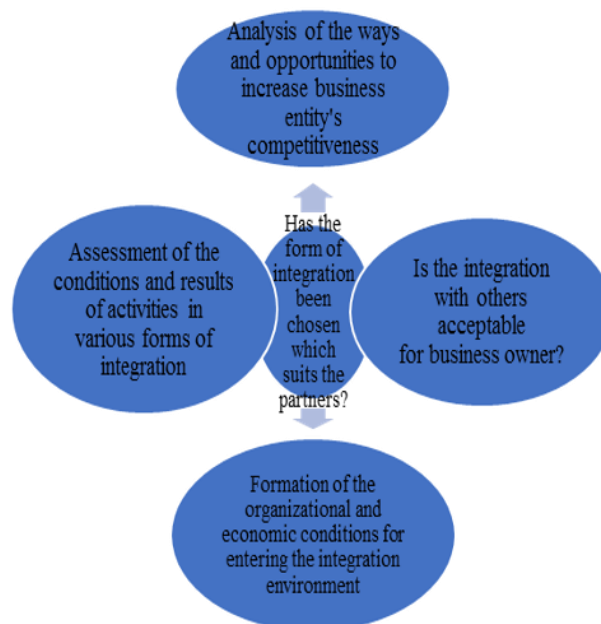 Analysis of the ways
and opportunities to
increase business
entity's
competitiveness
Assessment of the
conditions and results
of activities in
various forms of
integration
Has the
form of
integration
been
chosen
which
suits the
partners?
Is the integration
with others
acceptable
for business owner?
Formation of the
organizational and
economic conditions for
entering the integration
environment